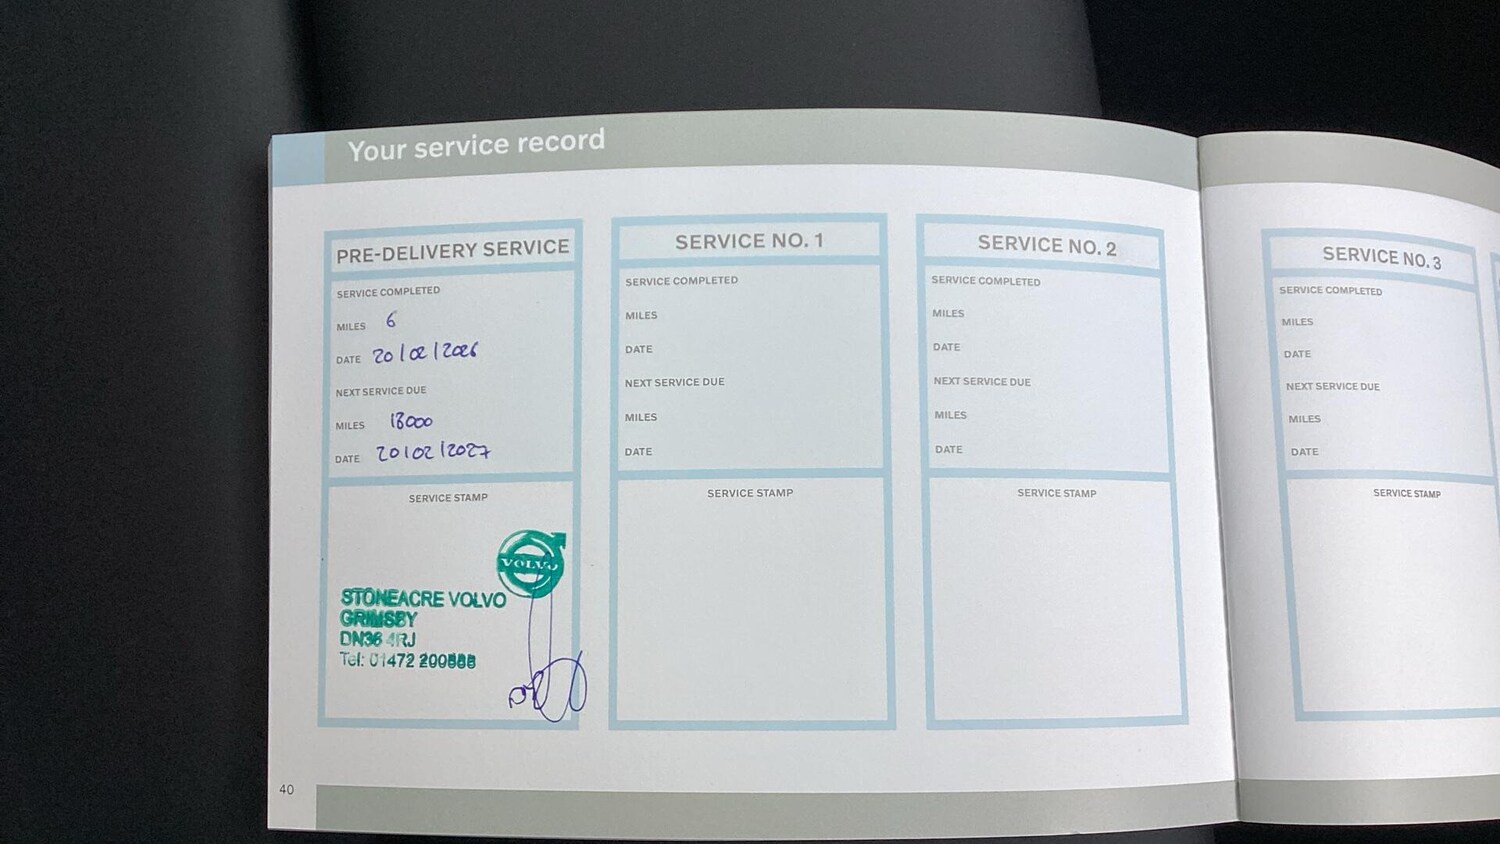 Your service record
PRE-DELIVERY SERVICE
SERVICE COMPLETED
MILES 6
DATE 20/02/2026
NEXT SERVICE DUE
MILES 18000
DATE 20/02/2027
SERVICE STAMP
VOLVO
STONEACRE VOLVO
GRIMSBY
DN36 4RJ
Tel: 01472
SERVICE NO. 1
SERVICE COMPLETED
MILES
DATE
NEXT SERVICE DUE
MILES
DATE
SERVICE STAMP
SERVICE NO. 2
SERVICE COMPLETED
MILES
DATE
NEXT SERVICE DUE
MILES
DATE
SERVICE STAMP
SERVICE NO. 3
SERVICE COMPLETED
MILES
DATE
NEXT SERVICE DUE
MILES
DATE
SERVICE STAMP
40